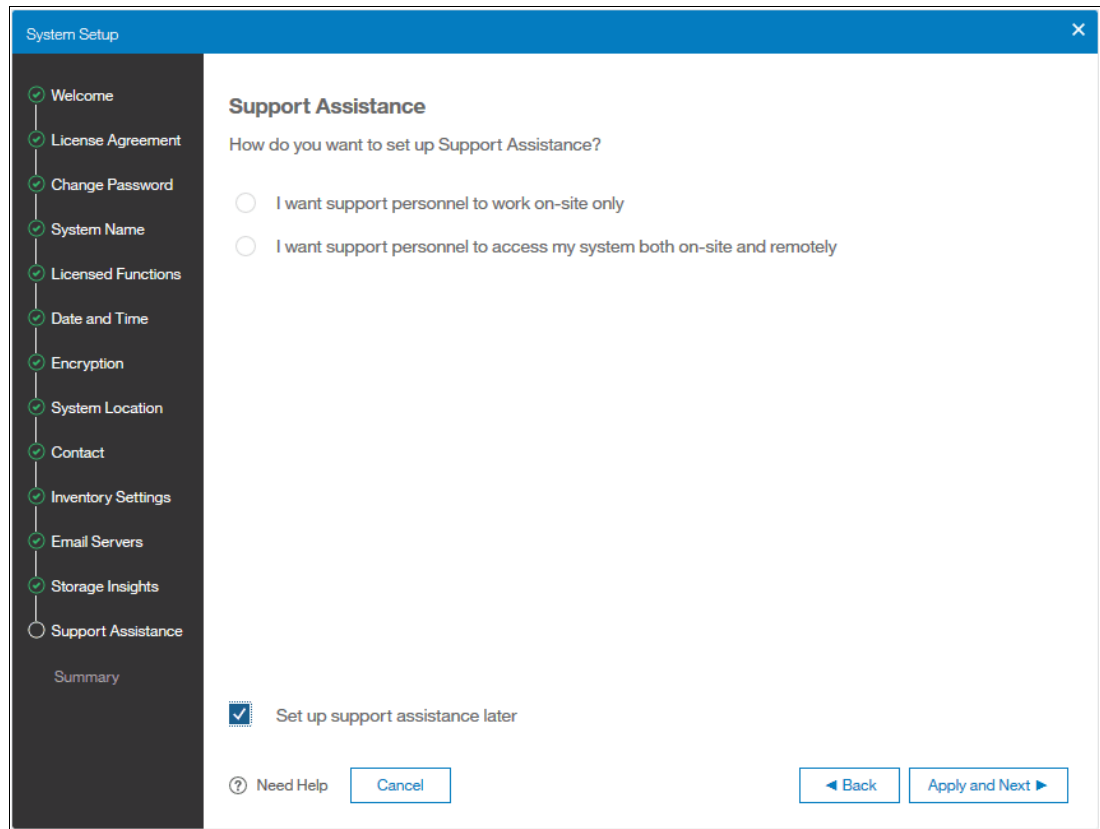 System Setup
Welcome
License Agreement
Change Password
System Name
Licensed Functions
Date and Time
Encryption
System Location
Contact
Inventory Settings
Email Servers
Storage Insights
Support Assistance
Summary
Support Assistance
How do you want to set up Support Assistance?
I want support personnel to work on-site only
I want support personnel to access my system both on-site and remotely
Set up support assistance later
Need Help
Cancel
Back
Apply and Next